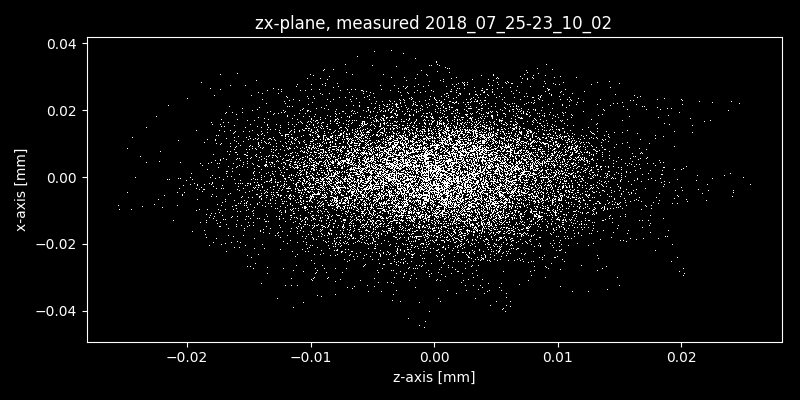 zx-plane, measured 2018_07_25-23_10_02
0.04
0.02
0.00
−0.02
−0.04
x-axis [mm]
−0.02 −0.01 0.00 0.01 0.02
z-axis [mm]